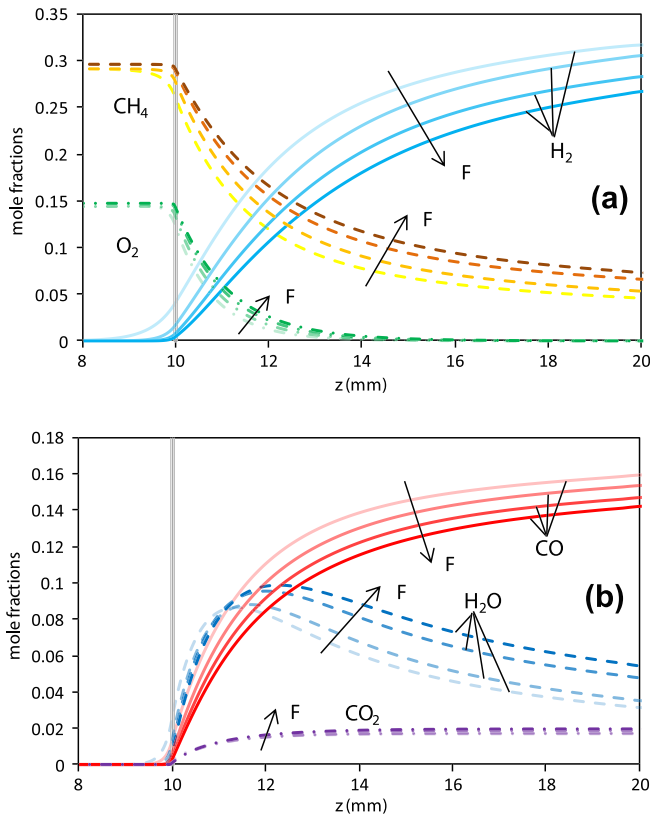 mole fractions
0.35
0.3
0.25
0.2
0.15
0.1
0.05
0
CH4
O2
H2
F
F
F
(a)
8 10 12 14 16 18 20
z (mm)
mole fractions
0.18
0.16
0.14
0.12
0.1
0.08
0.06
0.04
0.02
0
CO
F
F
H2O
(b)
F
CO2
8 10 12 14 16 18 20
z (mm)